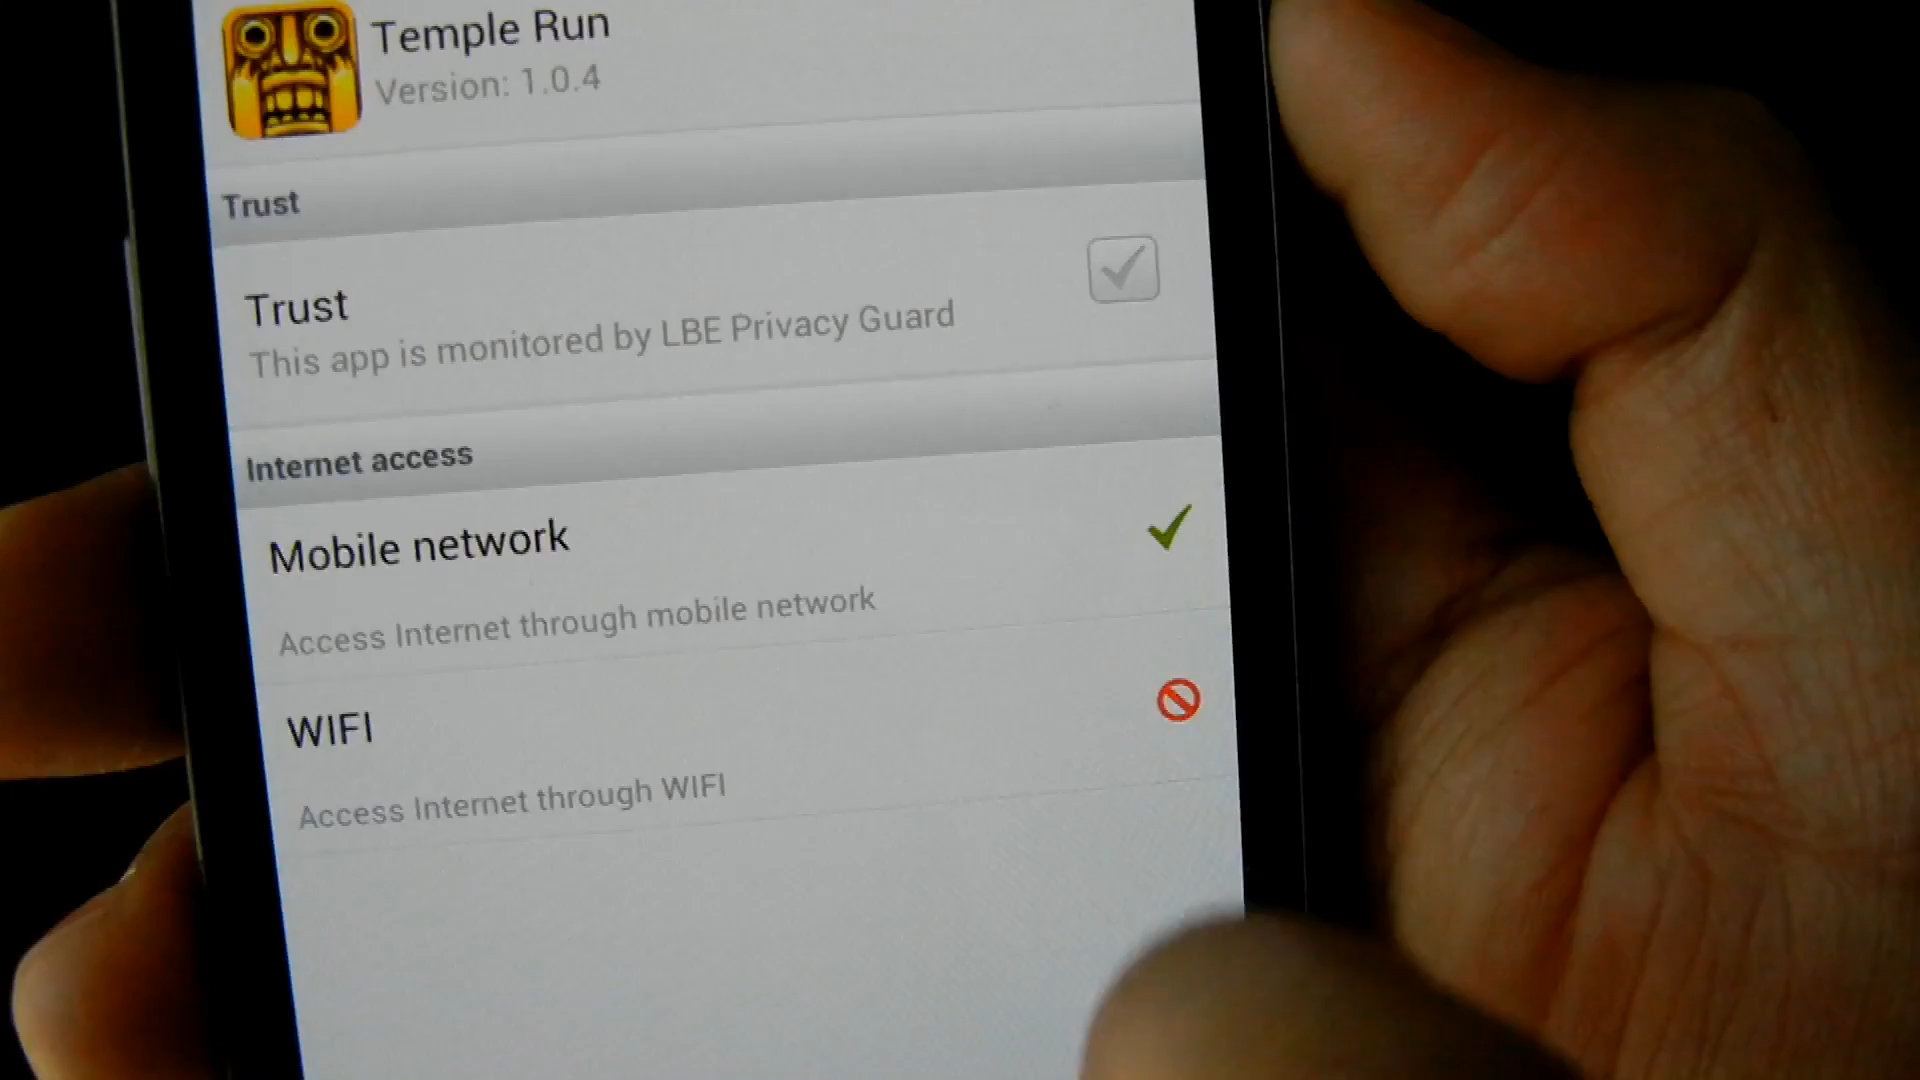 Temple Run
Version: 1.0.4
Trust
Trust
This app is monitored by LBE Privacy Guard
Internet access
Mobile network
Access Internet through mobile network
WIFI
Access Internet through WIFI